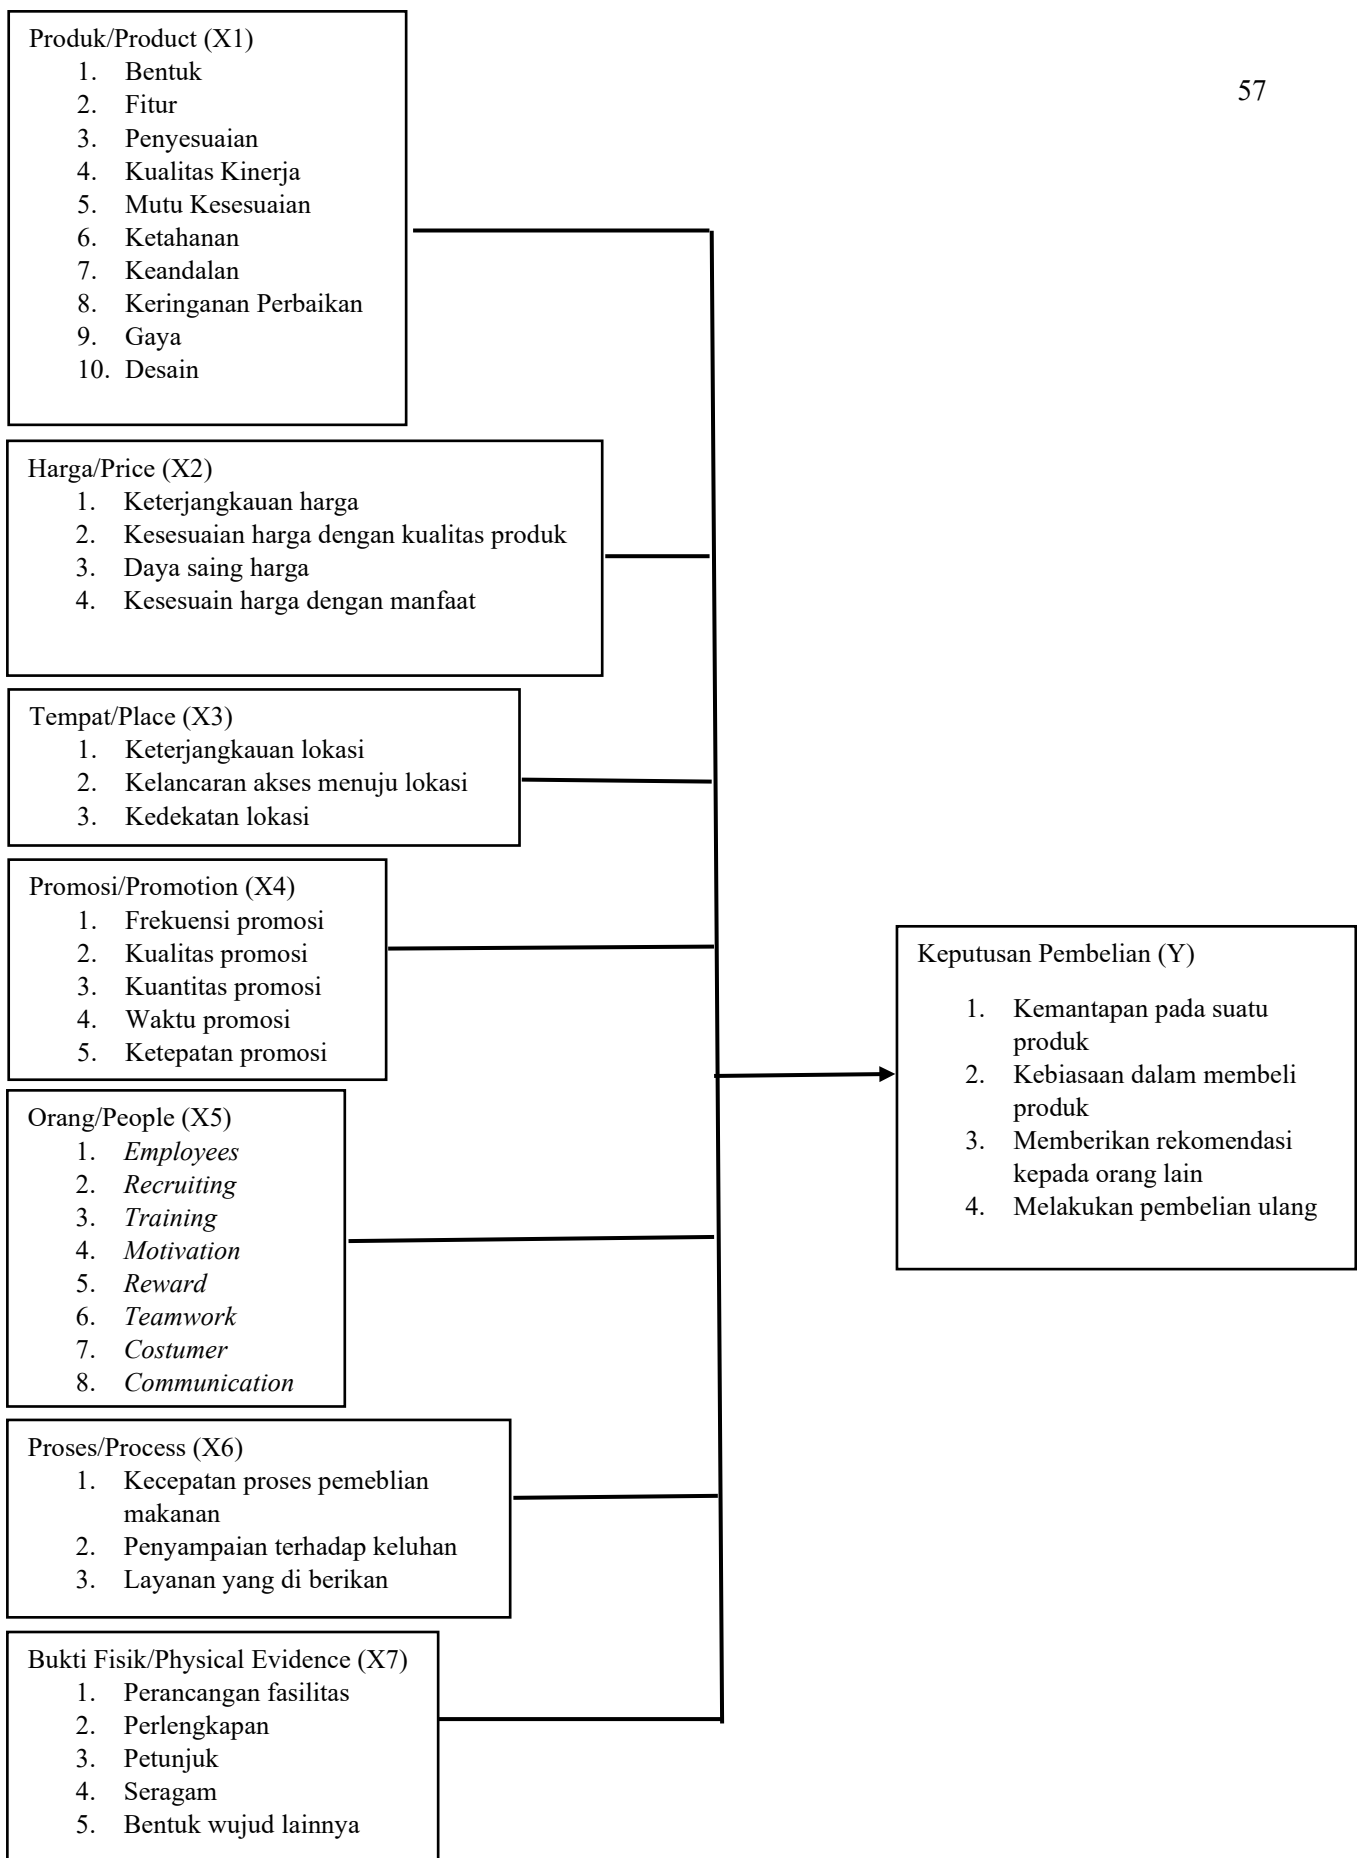 57
Produk/Product (X1)
1. Bentuk
2. Fitur
3. Penyesuaian
4. Kualitas Kinerja
5. Mutu Kesesuaian
6. Ketahanan
7. Keandalan
8. Keringanan Perbaikan
9. Gaya
10. Desain
Harga/Price (X2)
1. Keterjangkauan harga
2. Kesesuaian harga dengan kualitas produk
3. Daya saing harga
4. Kesesuain harga dengan manfaat
Tempat/Place (X3)
1. Keterjangkauan lokasi
2. Kelancaran akses menuju lokasi
3. Kedekatan lokasi
Promosi/Promotion (X4)
1. Frekuensi promosi
2. Kualitas promosi
3. Kuantitas promosi
4. Waktu promosi
5. Ketepatan promosi
Orang/People (X5)
1. Employees
2. Recruiting
3. Training
4. Motivation
5. Reward
6. Teamwork
7. Costumer
8. Communication
Proses/Process (X6)
1. Kecepatan proses pemeblian
makanan
2. Penyampaian terhadap keluhan
3. Layanan yang di berikan
Bukti Fisik/Physical Evidence (X7)
1. Perancangan fasilitas
2. Perlengkapan
3. Petunjuk
4. Seragam
5. Bentuk wujud lainnya
Keputusan Pembelian (Y)
1. Kemantapan pada suatu
produk
2. Kebiasaan dalam membeli
produk
3. Memberikan rekomendasi
kepada orang lain
4. Melakukan pembelian ulang